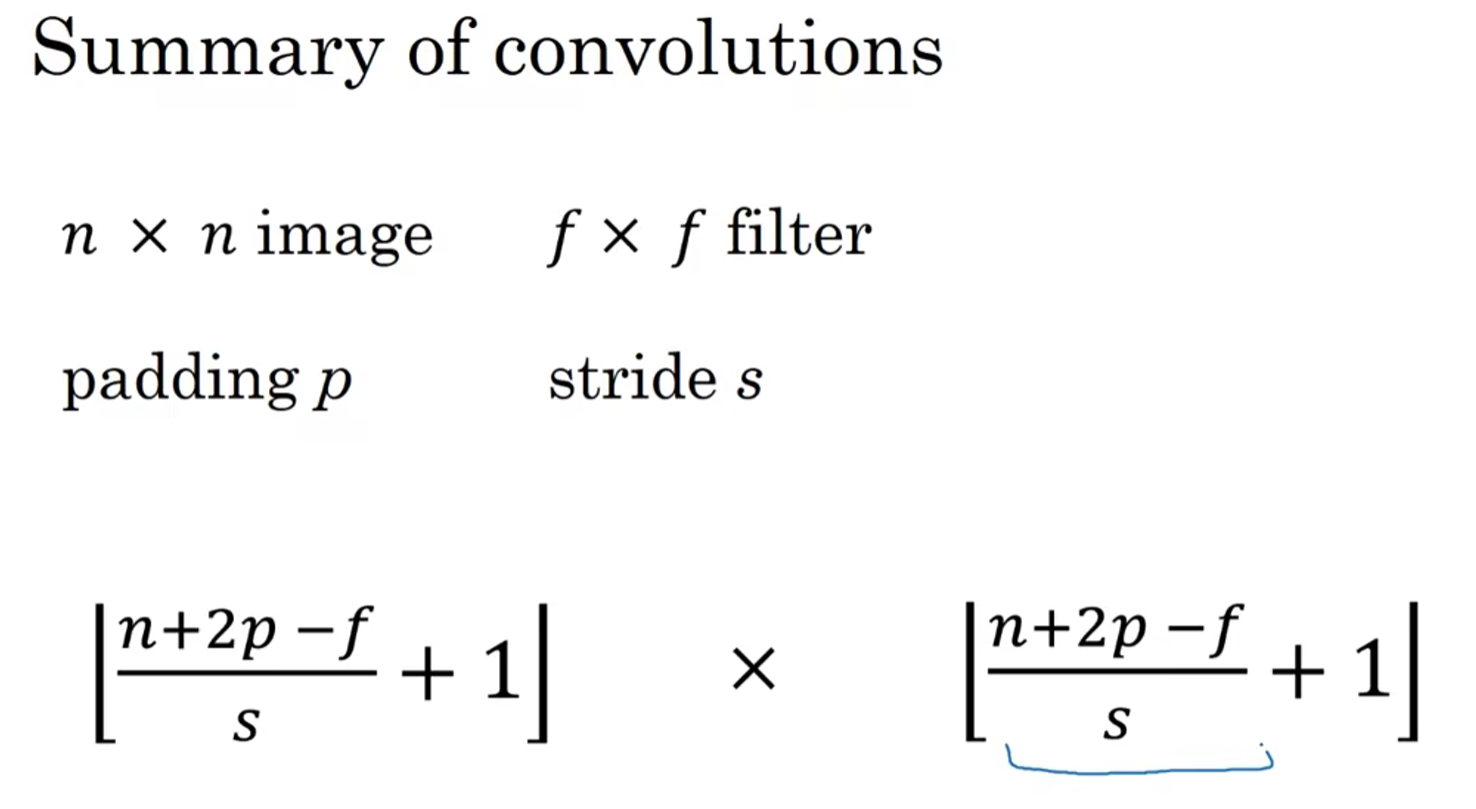 Summary of convolutions
n × n image f × f filter
padding p stride s
⌊(n+2p −f)/s + 1⌋ × ⌊(n+2p −f)/s + 1⌋